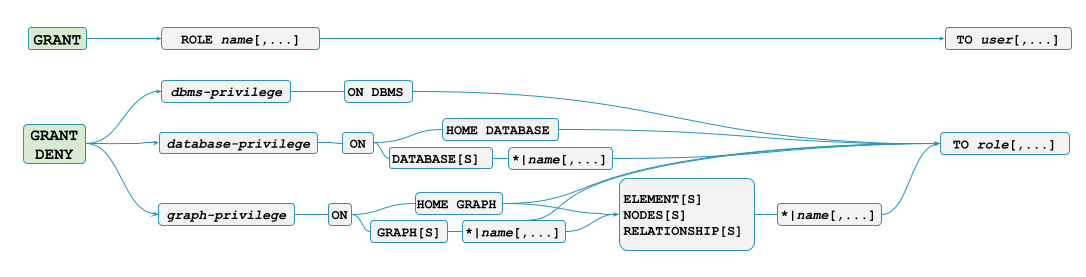 GRANT
ROLE name[,...]
TO user[,...]
dbms-privilege
ON DBMS
GRANT
DENY
database-privilege
ON
HOME DATABASE
DATABASE[S]
*|name[,...]
TO role[,...]
graph-privilege
ON
HOME GRAPH
GRAPH[S]
*|name[,...]
ELEMENT[S]
NODES[S]
RELATIONSHIP[S]
*|name[,...]